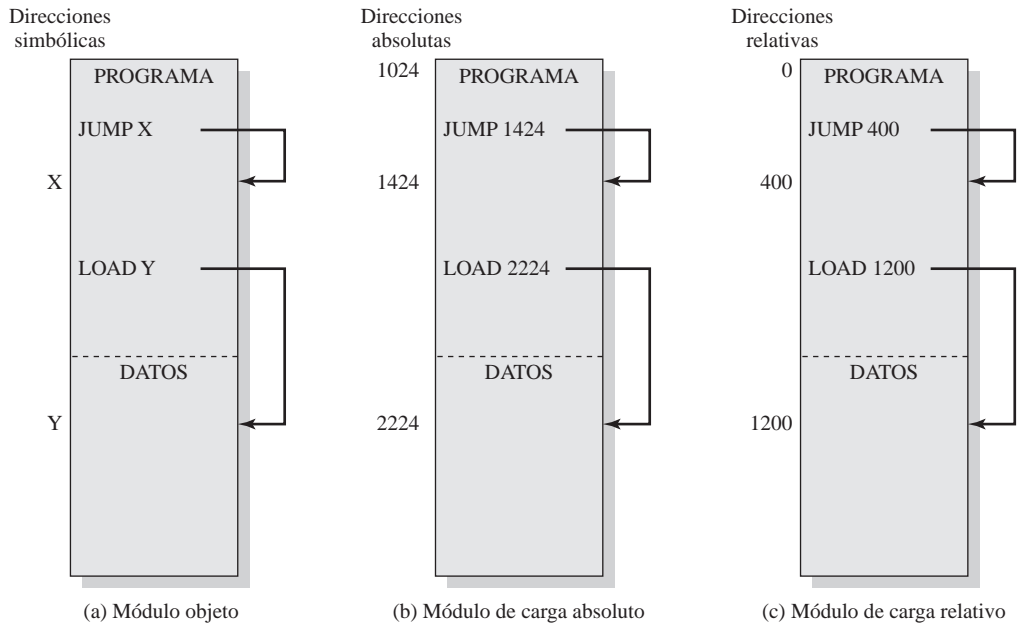 Direcciones
simbólicas
PROGRAMA
JUMP X
X
LOAD Y
DATOS
Y
(a) Módulo objeto
Direcciones
absolutas
1024
PROGRAMA
JUMP 1424
1424
LOAD 2224
DATOS
2224
(b) Módulo de carga absoluto
Direcciones
relativas
0
PROGRAMA
JUMP 400
400
LOAD 1200
DATOS
1200
(c) Módulo de carga relativo